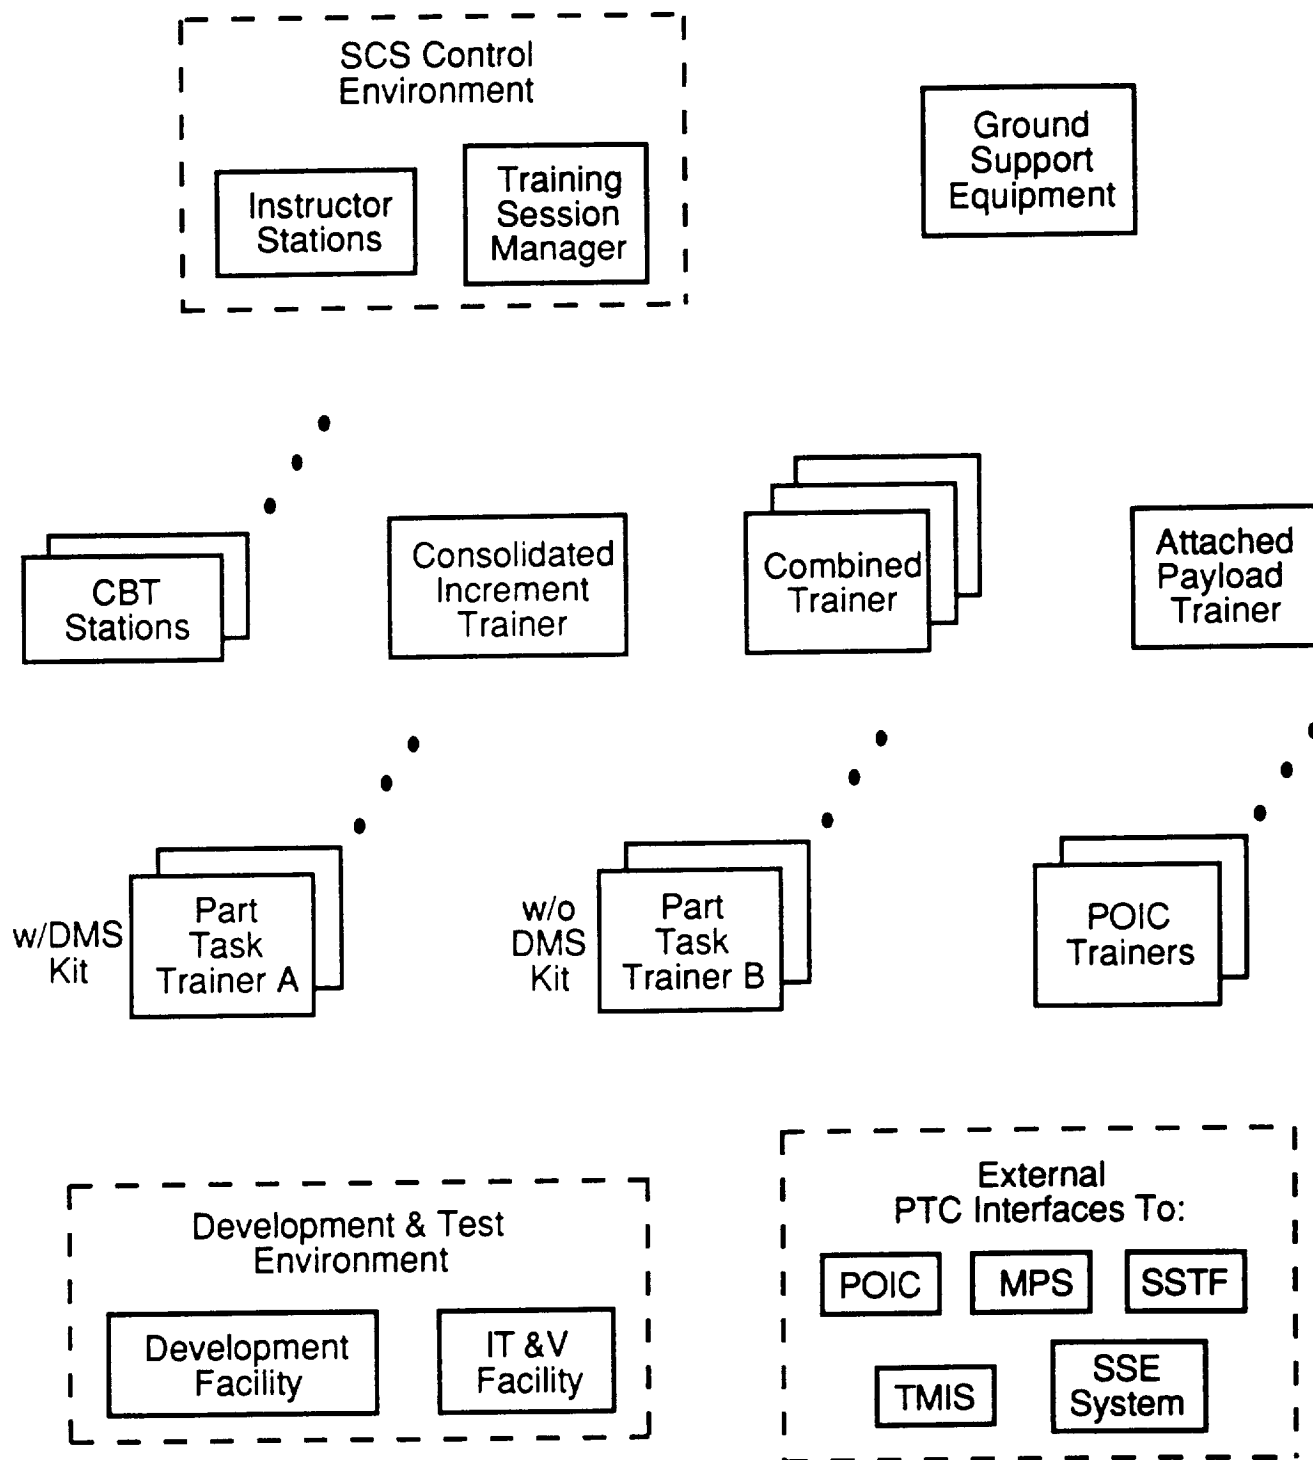 SCS Control
Environment
Instructor
Stations
Training
Session
Manager
Ground
Support
Equipment
CBT
Stations
Consolidated
Increment
Trainer
Combined
Trainer
Attached
Payload
Trainer
w/DMS
Kit
Part
Task
Trainer A
w/o
DMS
Kit
Part
Task
Trainer B
POIC
Trainers
Development & Test
Environment
Development
Facility
IT &V
Facility
External
PTC Interfaces To:
POIC
MPS
SSTF
TMIS
SSE
System